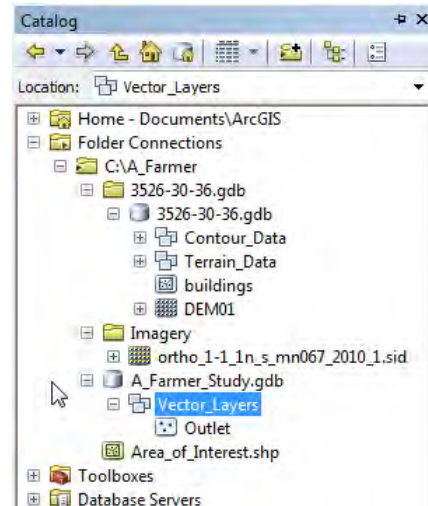 Catalog
Location: Vector_Layers
Home - Documents\ArcGIS
Folder Connections
C:\A_Farmer
3526-30-36.gdb
3526-30-36.gdb
Contour_Data
Terrain_Data
buildings
DEM01
Imagery
ortho_1-1_1n_s_mn067_2010_1.sid
A_Farmer_Study.gdb
Vector_Layers
Outlet
Area_of_Interest.shp
Toolboxes
Database Servers